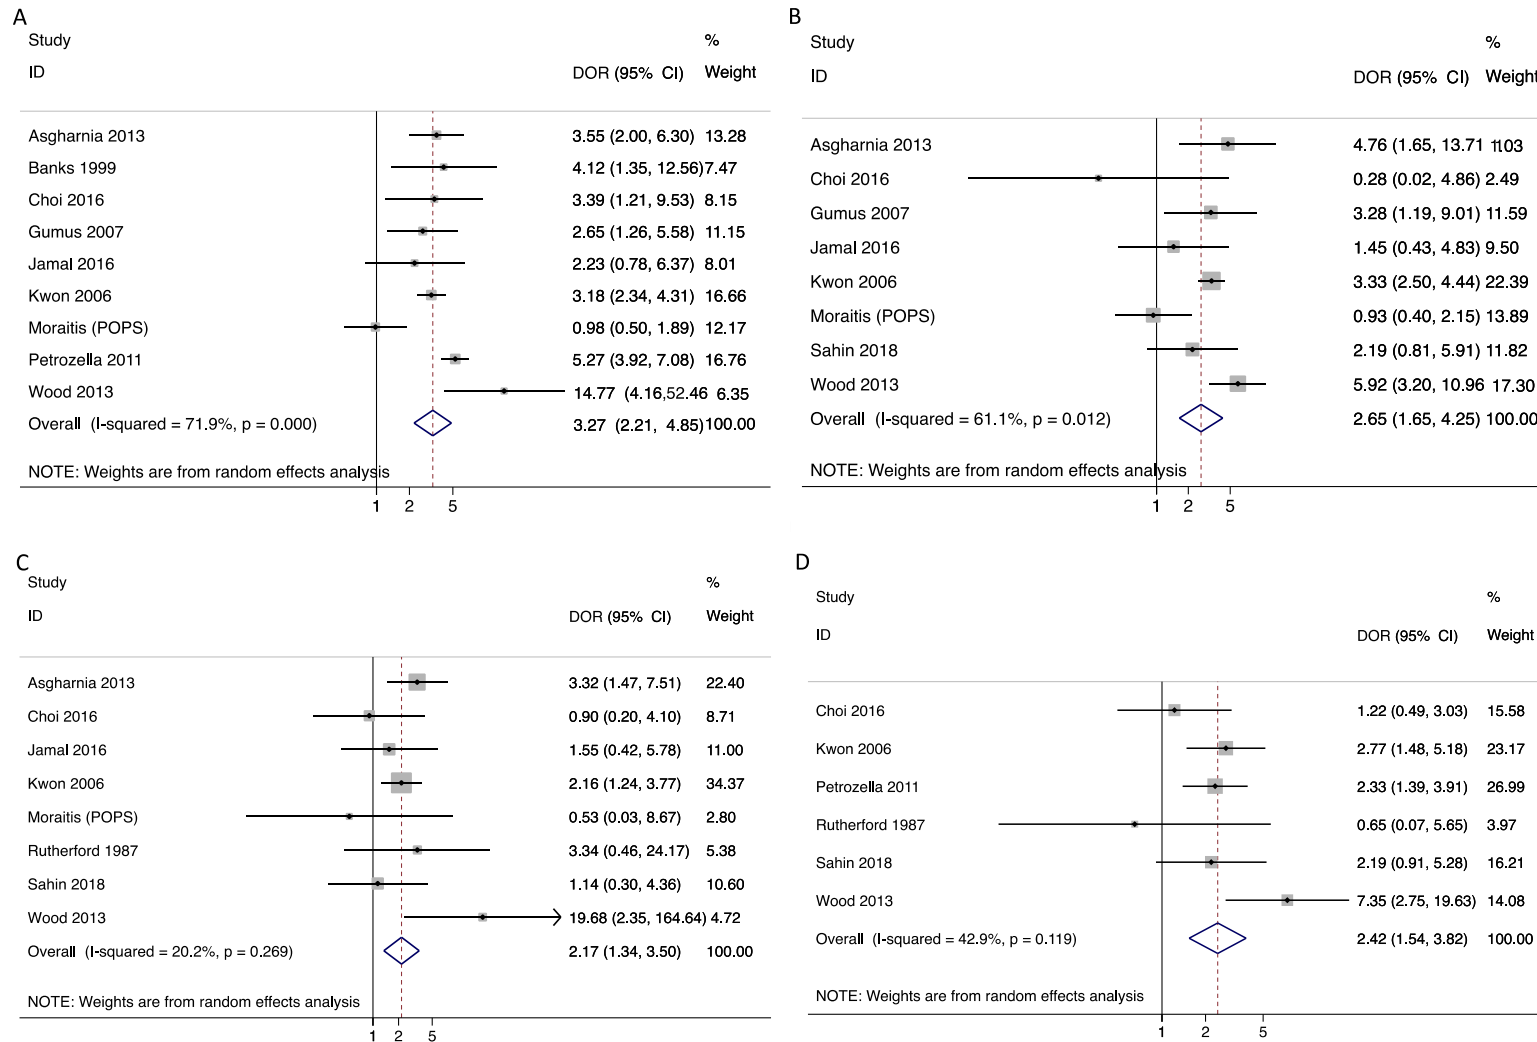 A
Study %
ID DOR (95% CI) Weight
Asgharnia 2013 3.55 (2.00, 6.30) 13.28
Banks 1999 4.12 (1.35, 12.56) 7.47
Choi 2016 3.39 (1.21, 9.53) 8.15
Gumus 2007 2.65 (1.26, 5.58) 11.15
Jamal 2016 2.23 (0.78, 6.37) 8.01
Kwon 2006 3.18 (2.34, 4.31) 16.66
Moraitis (POPS) 0.98 (0.50, 1.89) 12.17
Petrozella 2011 5.27 (3.92, 7.08) 16.76
Wood 2013 14.77 (4.16,52.46 6.35
Overall (I-squared = 71.9%, p = 0.000) 3.27 (2.21, 4.85) 100.00
NOTE: Weights are from random effects analysis
1 2 5
B
Study %
ID DOR (95% CI) Weight
Asgharnia 2013 4.76 (1.65, 13.71 11.03
Choi 2016 0.28 (0.02, 4.86) 2.49
Gumus 2007 3.28 (1.19, 9.01) 11.59
Jamal 2016 1.45 (0.43, 4.83) 9.50
Kwon 2006 3.33 (2.50, 4.44) 22.39
Moraitis (POPS) 0.93 (0.40, 2.15) 13.89
Sahin 2018 2.19 (0.81, 5.91) 11.82
Wood 2013 5.92 (3.20, 10.96 17.30
Overall (I-squared = 61.1%, p = 0.012) 2.65 (1.65, 4.25) 100.00
NOTE: Weights are from random effects analysis
1 2 5
C
Study %
ID DOR (95% CI) Weight
Asgharnia 2013 3.32 (1.47, 7.51) 22.40
Choi 2016 0.90 (0.20, 4.10) 8.71
Jamal 2016 1.55 (0.42, 5.78) 11.00
Kwon 2006 2.16 (1.24, 3.77) 34.37
Moraitis (POPS) 0.53 (0.03, 8.67) 2.80
Rutherford 1987 3.34 (0.46, 24.17) 5.38
Sahin 2018 1.14 (0.30, 4.36) 10.60
Wood 2013 19.68 (2.35, 164.64) 4.72
Overall (I-squared = 20.2%, p = 0.269) 2.17 (1.34, 3.50) 100.00
NOTE: Weights are from random effects analysis
1 2 5
D
Study %
ID DOR (95% CI) Weight
Choi 2016 1.22 (0.49, 3.03) 15.58
Kwon 2006 2.77 (1.48, 5.18) 23.17
Petrozella 2011 2.33 (1.39, 3.91) 26.99
Rutherford 1987 0.65 (0.07, 5.65) 3.97
Sahin 2018 2.19 (0.91, 5.28) 16.21
Wood 2013 7.35 (2.75, 19.63) 14.08
Overall (I-squared = 42.9%, p = 0.119) 2.42 (1.54, 3.82) 100.00
NOTE: Weights are from random effects analysis
1 2 5